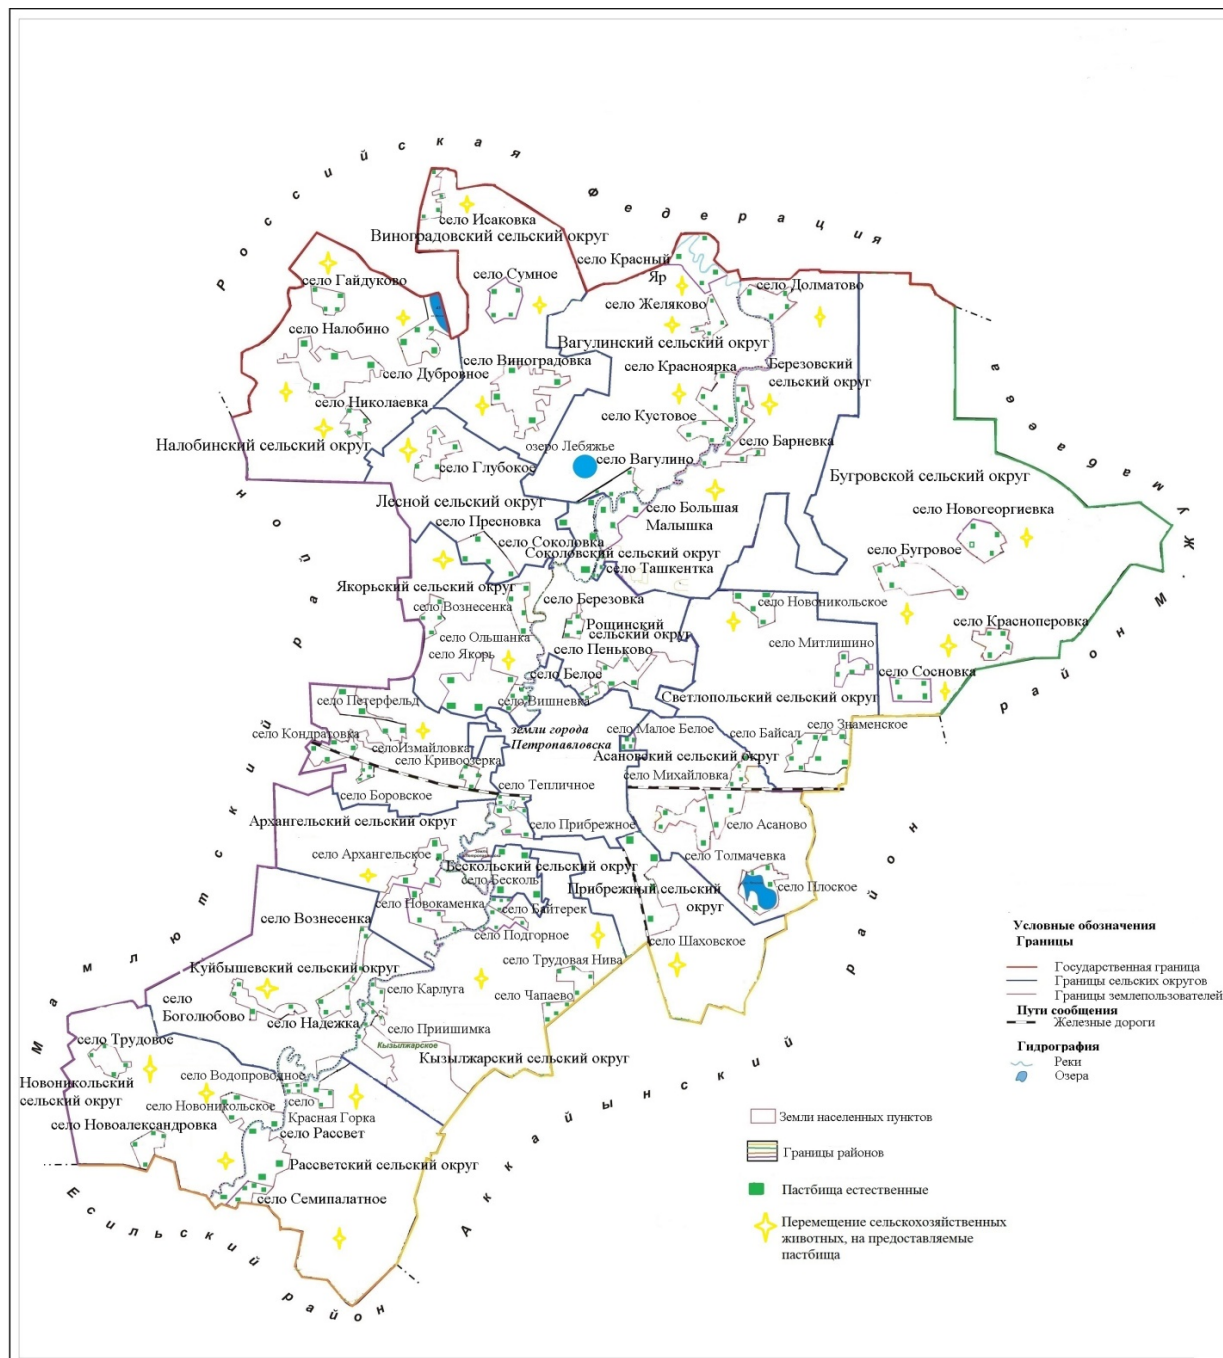 Российская Федерация
село Исаковка
Виноградовский сельский округ
село Красный
Яр
село Гайдуково
село Сумное
село Долматово
село Желяково
село Налобино
Вагулинский сельский округ
село Виноградовка
село Красноярка
Березовский
сельский округ
село Дубровное
село Николаевка
село Кустовое
Налобинский сельский округ
озеро Лебяжье
село Барневка
село Глубокое
село Вагулино
Бугровской сельский округ
Лесной сельский округ
село Большая
Малышка
село Новогеоргиевка
село Пресновка
село Соколовка
Соколовский сельский округ
село Бугровое
село Ташкентка
Якорьский сельский округ
село Вознесенка
село Березовка
село Новоникольское
Рощинский
сельский округ
село Красноперовка
село Ольшанка
село Митлишино
село Якорь
село Пеньково
село Белое
село Сосновка
Светлопольский сельский округ
село Петерфельд
село Вишневка
земли города
Петропавловска
село Малое Белое
село Байсал
село Знаменское
село Кондратовка
селоИзмайловка
село Кривоозерка
Асановский сельский округ
село Михайловка
село Боровское
село Тепличное
Архангельский сельский округ
село Прибрежное
село Асаново
село Архангельское
Бескольский сельский округ
село Толмачевка
село Бесколь
Прибрежный сельский
округ
село Плоское
село Новокаменка
село Байтерек
село Вознесенка
село Подгорное
село Шаховское
Куйбышевский сельский округ
село Трудовая Нива
село
Боголюбово
село Карлуга
село Чапаево
село Надежка
село Приишимка
село Трудовое
Кызылжарское
Кызылжарский сельский округ
село Водопроводное
Новоникольский
сельский округ
село Новоникольское
село
Красная Горка
село Новоалександровка
село Рассвет
Рассветский сельский округ
село Семипалатное
Мамлютский район
Есильский район
Аккайынский район
район М. Жумабаева
Условные обозначения
Границы
Государственная граница
Границы сельских округов
Границы землепользователей
Пути сообщения
Железные дороги
Гидрография
Реки
Озера
Земли населенных пунктов
Границы районов
Пастбища естественные
Перемещение сельскохозяйственных
животных, на предоставляемые
пастбища